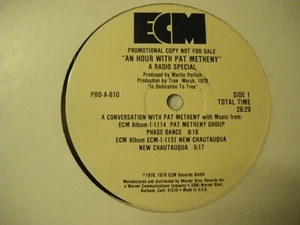 ECM
PROMOTIONAL COPY NOT FOR SALE
"AN HOUR WITH PAT METHENY"
A RADIO SPECIAL
Produced by Martin Perlich
Production by Tree March, 1979
"In Dedication To Tree"
PRO-A-810
SIDE 1
TOTAL TIME
28:29
A CONVERSATION WITH PAT METHENY with Music from
ECM Album-1-1114 PAT METHENY GROUP
PHASE DANCE 8:18
ECM Album ECM-1-1131 NEW CHAUTAUQUA
NEW CHAUTAUQUA 5:17
©1978, 1979 ECM Records GmbH
Manufactured and distributed by Warner Bros. Records Inc.
a Warner Communications Company 3300 Warner Blvd.,
Burbank, Calif. 91510 • Made in U.S.A.